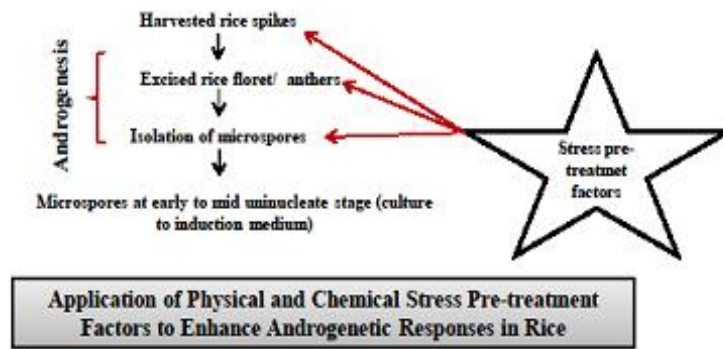 Harvested rice spikes
Androgenesis
Excised rice floret/ anthers
Isolation of microspores
Microspores at early to mid uninucleate stage (culture
to induction medium)
Stress pre-
treatmet
factors
Application of Physical and Chemical Stress Pre-treatment
Factors to Enhance Androgenetic Responses in Rice